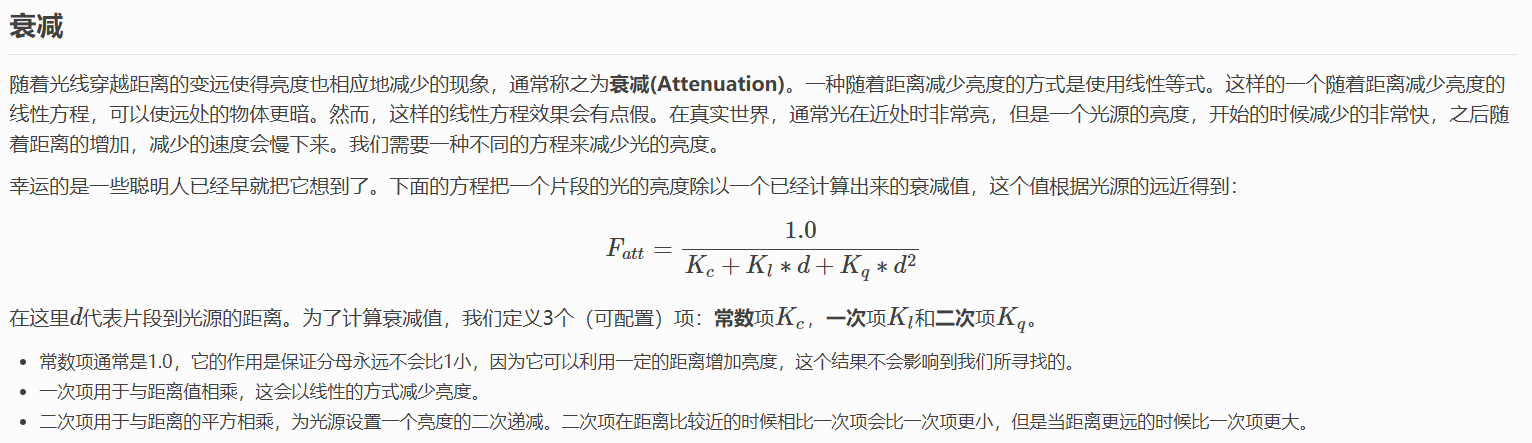 衰减
随着光线穿越距离的变远使得亮度也相应地减少的现象，通常称之为衰减(Attenuation)。一种随着距离减少亮度的方式是使用线性等式。这样的一个随着距离减少亮度的
线性方程，可以使远处的物体更暗。然而，这样的线性方程效果会有点假。在真实世界，通常光在近处时非常亮，但是一个光源的亮度，开始的时候减少的非常快，之后随
着距离的增加，减少的速度会慢下来。我们需要一种不同的方程来减少光的亮度。
幸运的是一些聪明人已经早就把它想到了。下面的方程把一个片段的光的亮度除以一个已经计算出来的衰减值，这个值根据光源的远近得到：
F_{att} = \frac{1.0}{K_c + K_l * d + K_q * d^2}
在这里d代表片段到光源的距离。为了计算衰减值，我们定义3个（可配置）项：常数项K_c，一次项K_l和二次项K_q。
• 常数项通常是1.0，它的作用是保证分母永远不会比1小，因为它可以利用一定的距离增加亮度，这个结果不会影响到我们所寻找的。
• 一次项用于与距离值相乘，这会以线性的方式减少亮度。
• 二次项用于与距离的平方相乘，为光源设置一个亮度的二次递减。二次项在距离比较近的时候相比一次项会比一次项更小，但是当距离更远的时候比一次项更大。